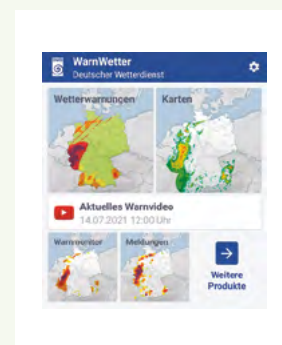 WarnWetter
Deutscher Wetterdienst
Wetterwarnungen
Karten
Aktuelles Warnvideo
14.07.2021 12:00 Uhr
Warnmonitor
Meldungen
Weitere
Produkte